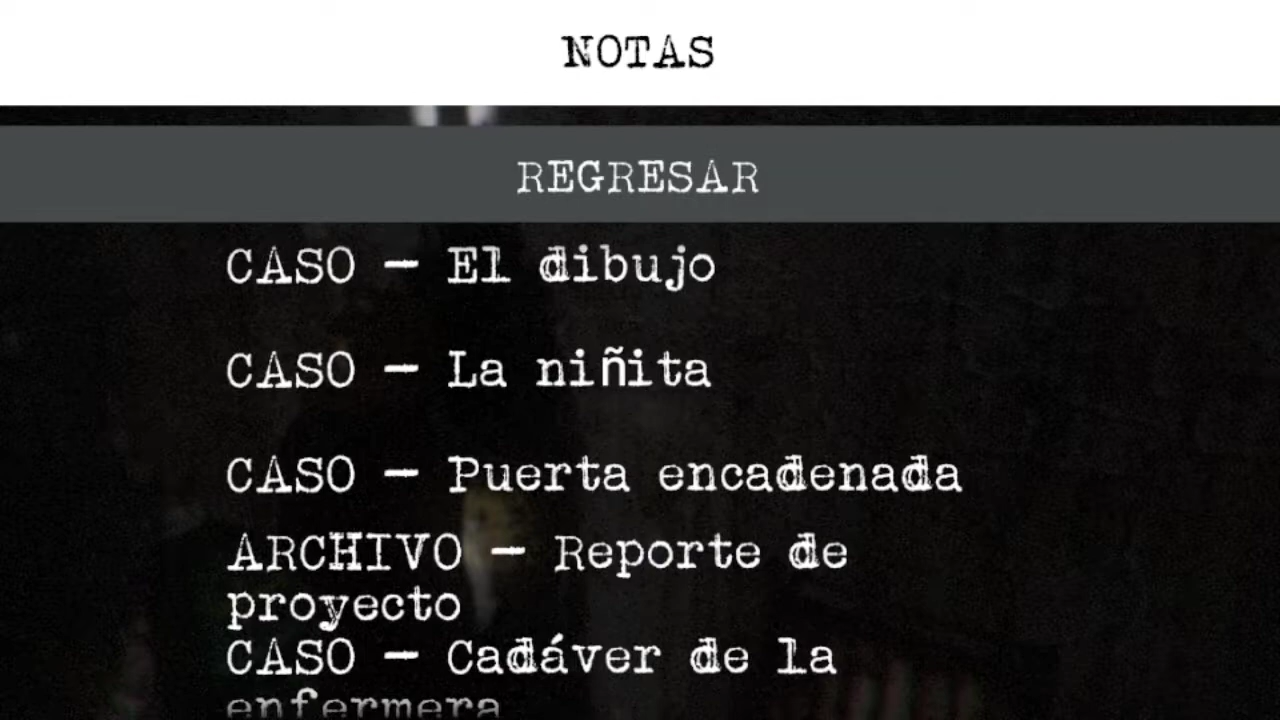 NOTAS
REGRESAR
CASO – El dibujo
CASO – La niñita
CASO – Puerta encadenada
ARCHIVO – Reporte de
proyecto
CASO – Cadáver de la
enfermera